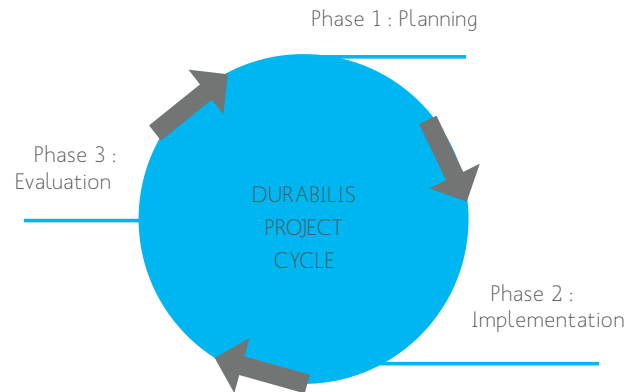 Phase 1 : Planning
Phase 3 :
Evaluation
DURABILIS
PROJECT
CYCLE
Phase 2 :
Implementation